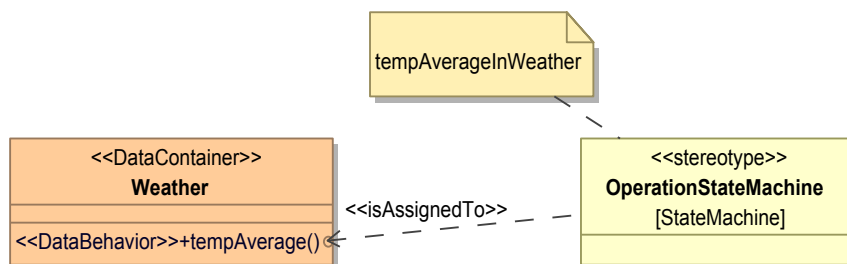 tempAverageInWeather
<<DataContainer>>
Weather
<<DataBehavior>>+tempAverage()
<<isAssignedTo>>
<<stereotype>>
OperationStateMachine
[StateMachine]